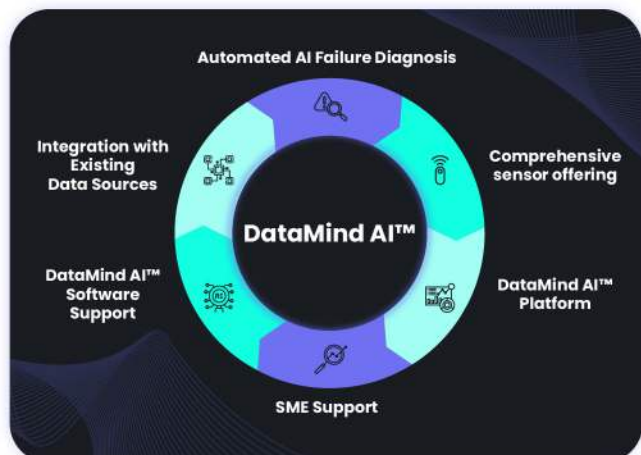 Automated AI Failure Diagnosis
Integration with
Existing
Data Sources
Comprehensive
sensor offering
DataMind AI™
DataMind AI™
Software
Support
DataMind AI™
Platform
SME Support